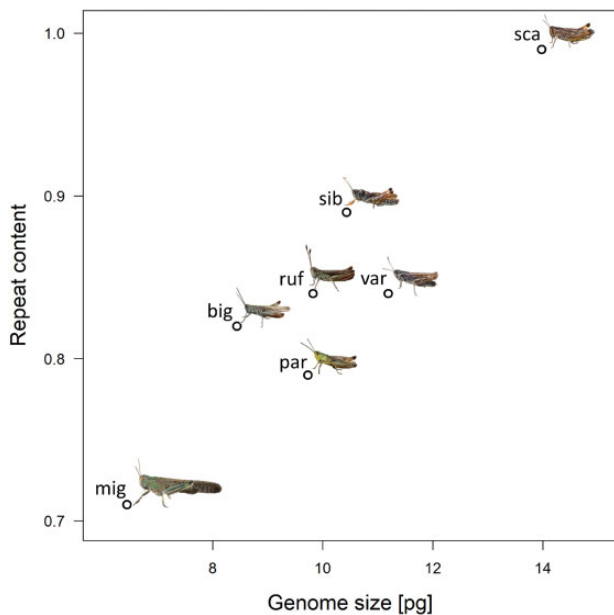 1.0
0.9
0.8
0.7
Repeat content
sca
sib
ruf
var
big
par
mig
8
10
12
14
Genome size [pg]